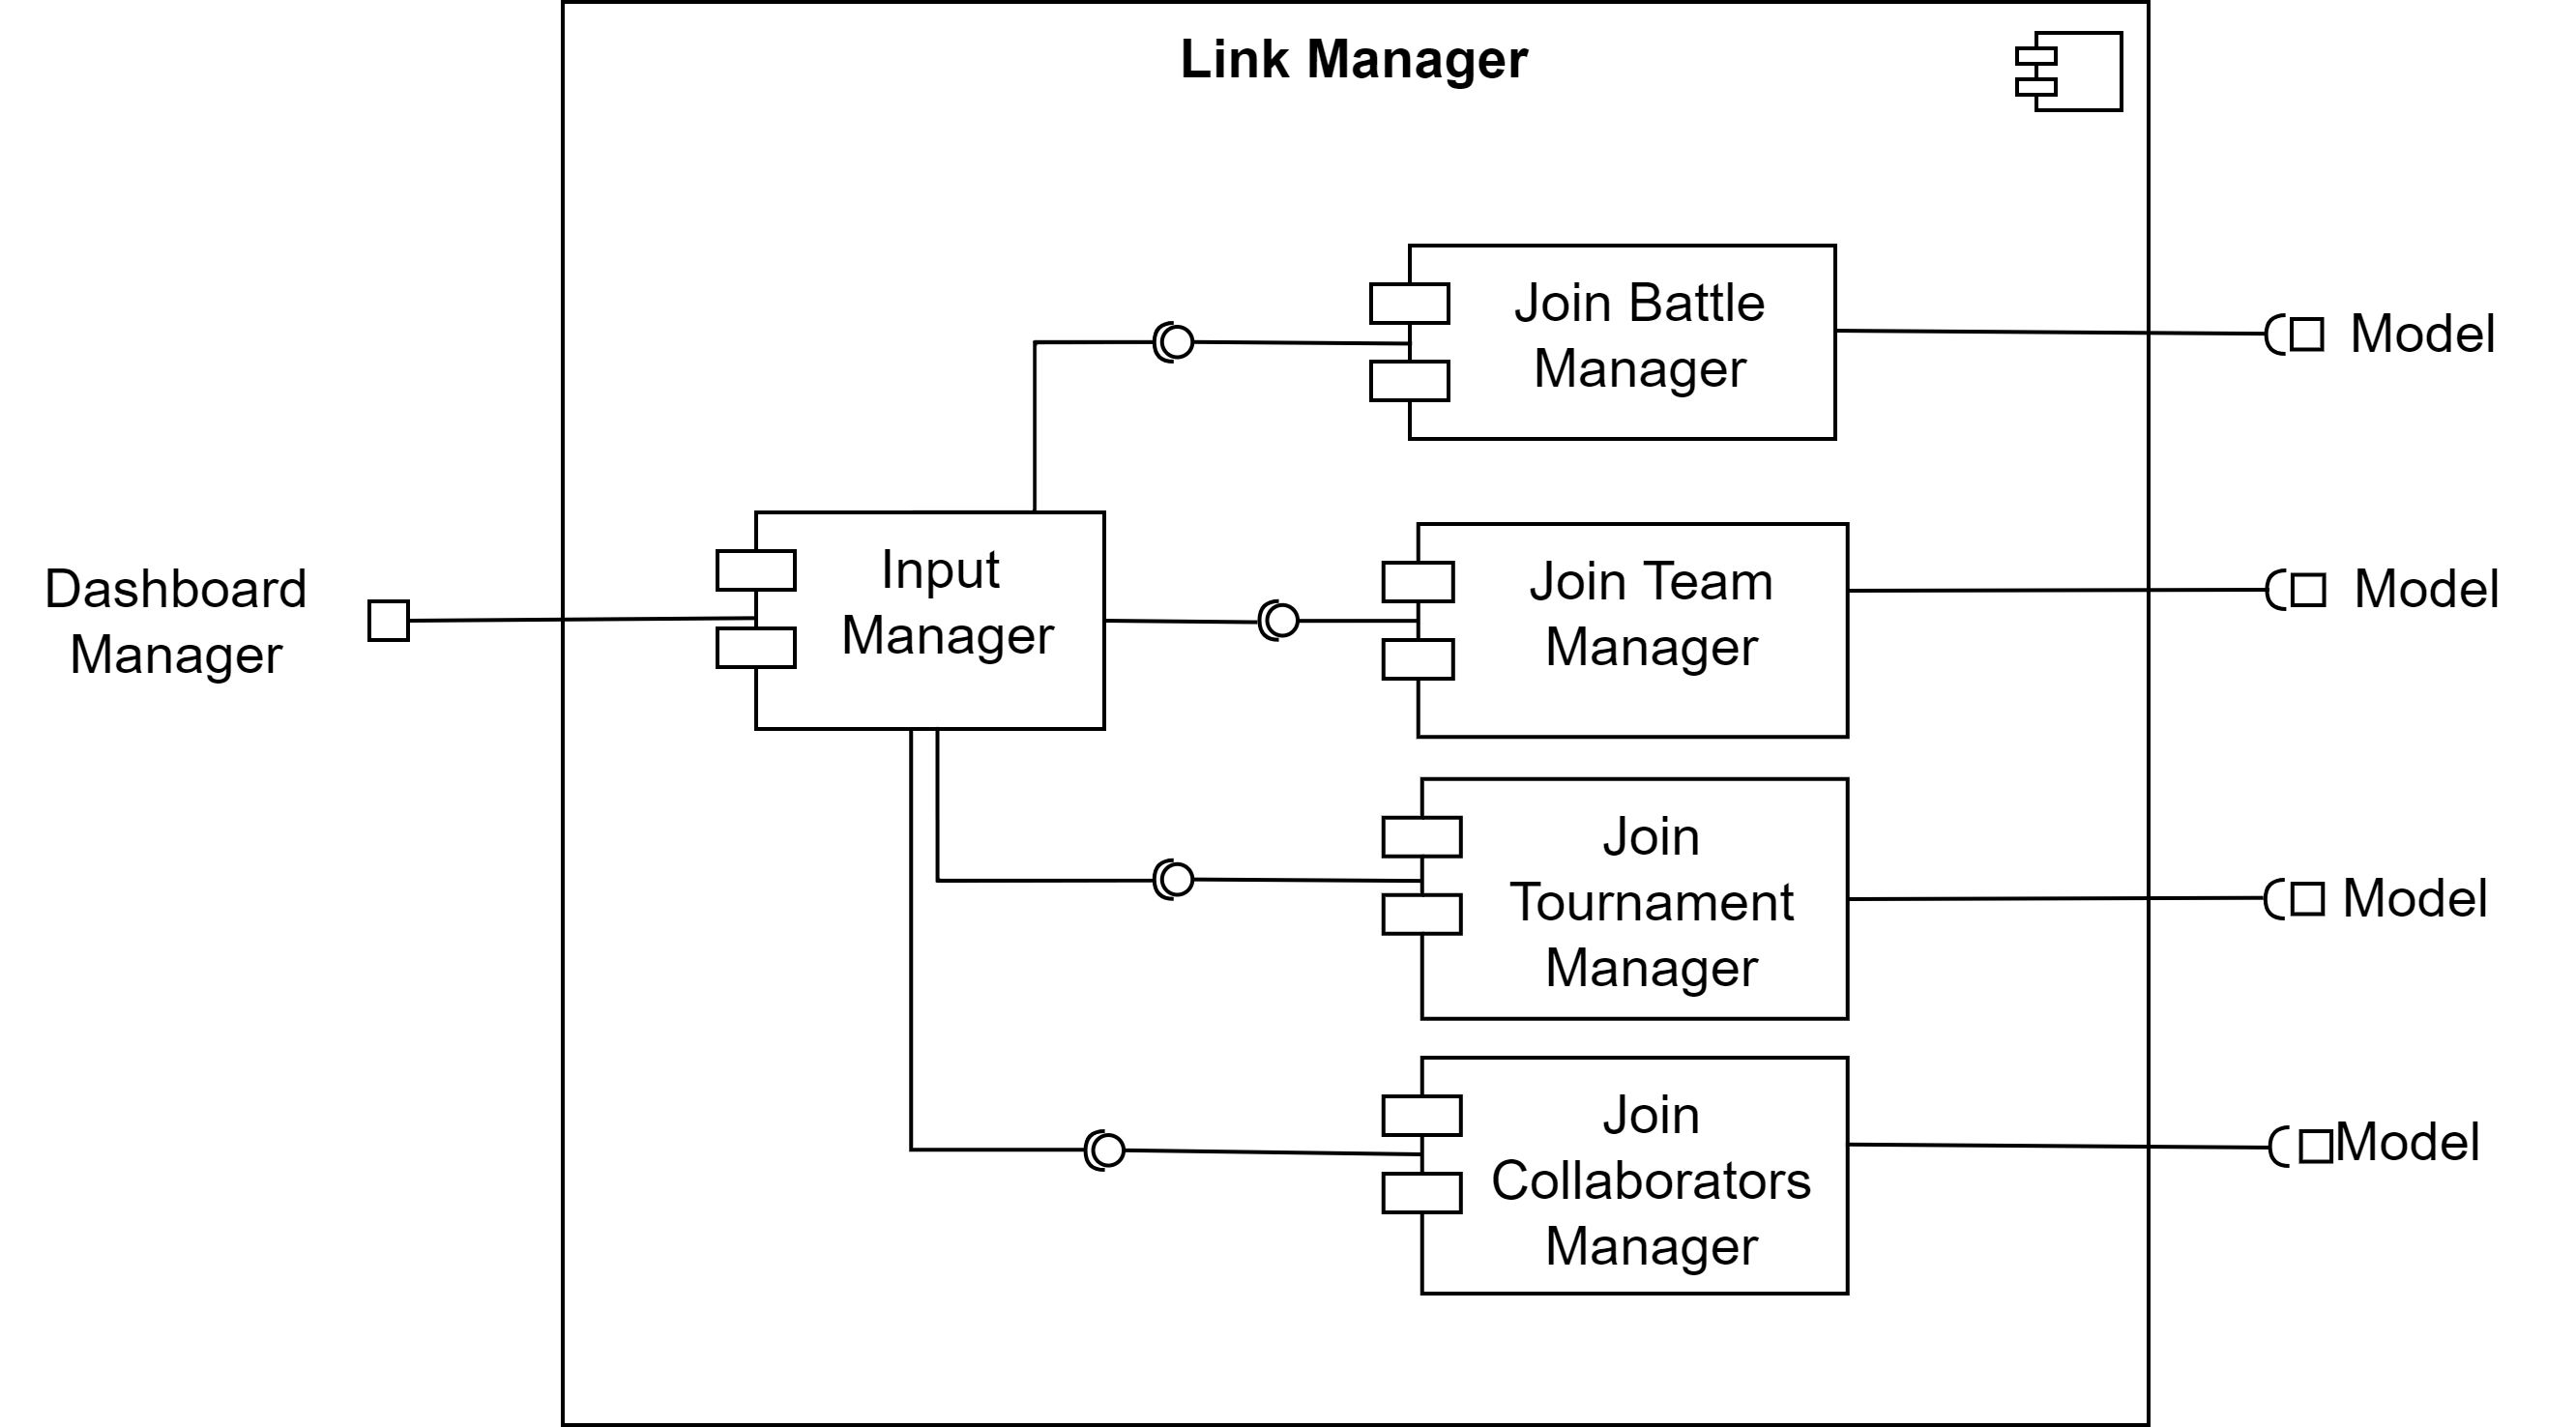 Link Manager
Join Battle
Manager
Model
Dashboard
Manager
Input
Manager
Join Team
Manager
Model
Join
Tournament
Manager
Model
Join
Collaborators
Manager
Model